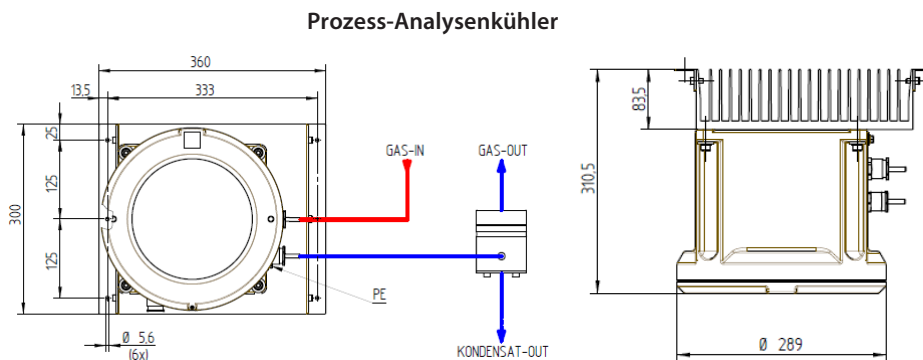 Prozess-Analysenkühler
360
13,5
333
25
125
300
125
GAS-IN
GAS-OUT
PE
KONDENSAT-OUT
Ø 5,6
(6x)
83,5
310,5
Ø 289